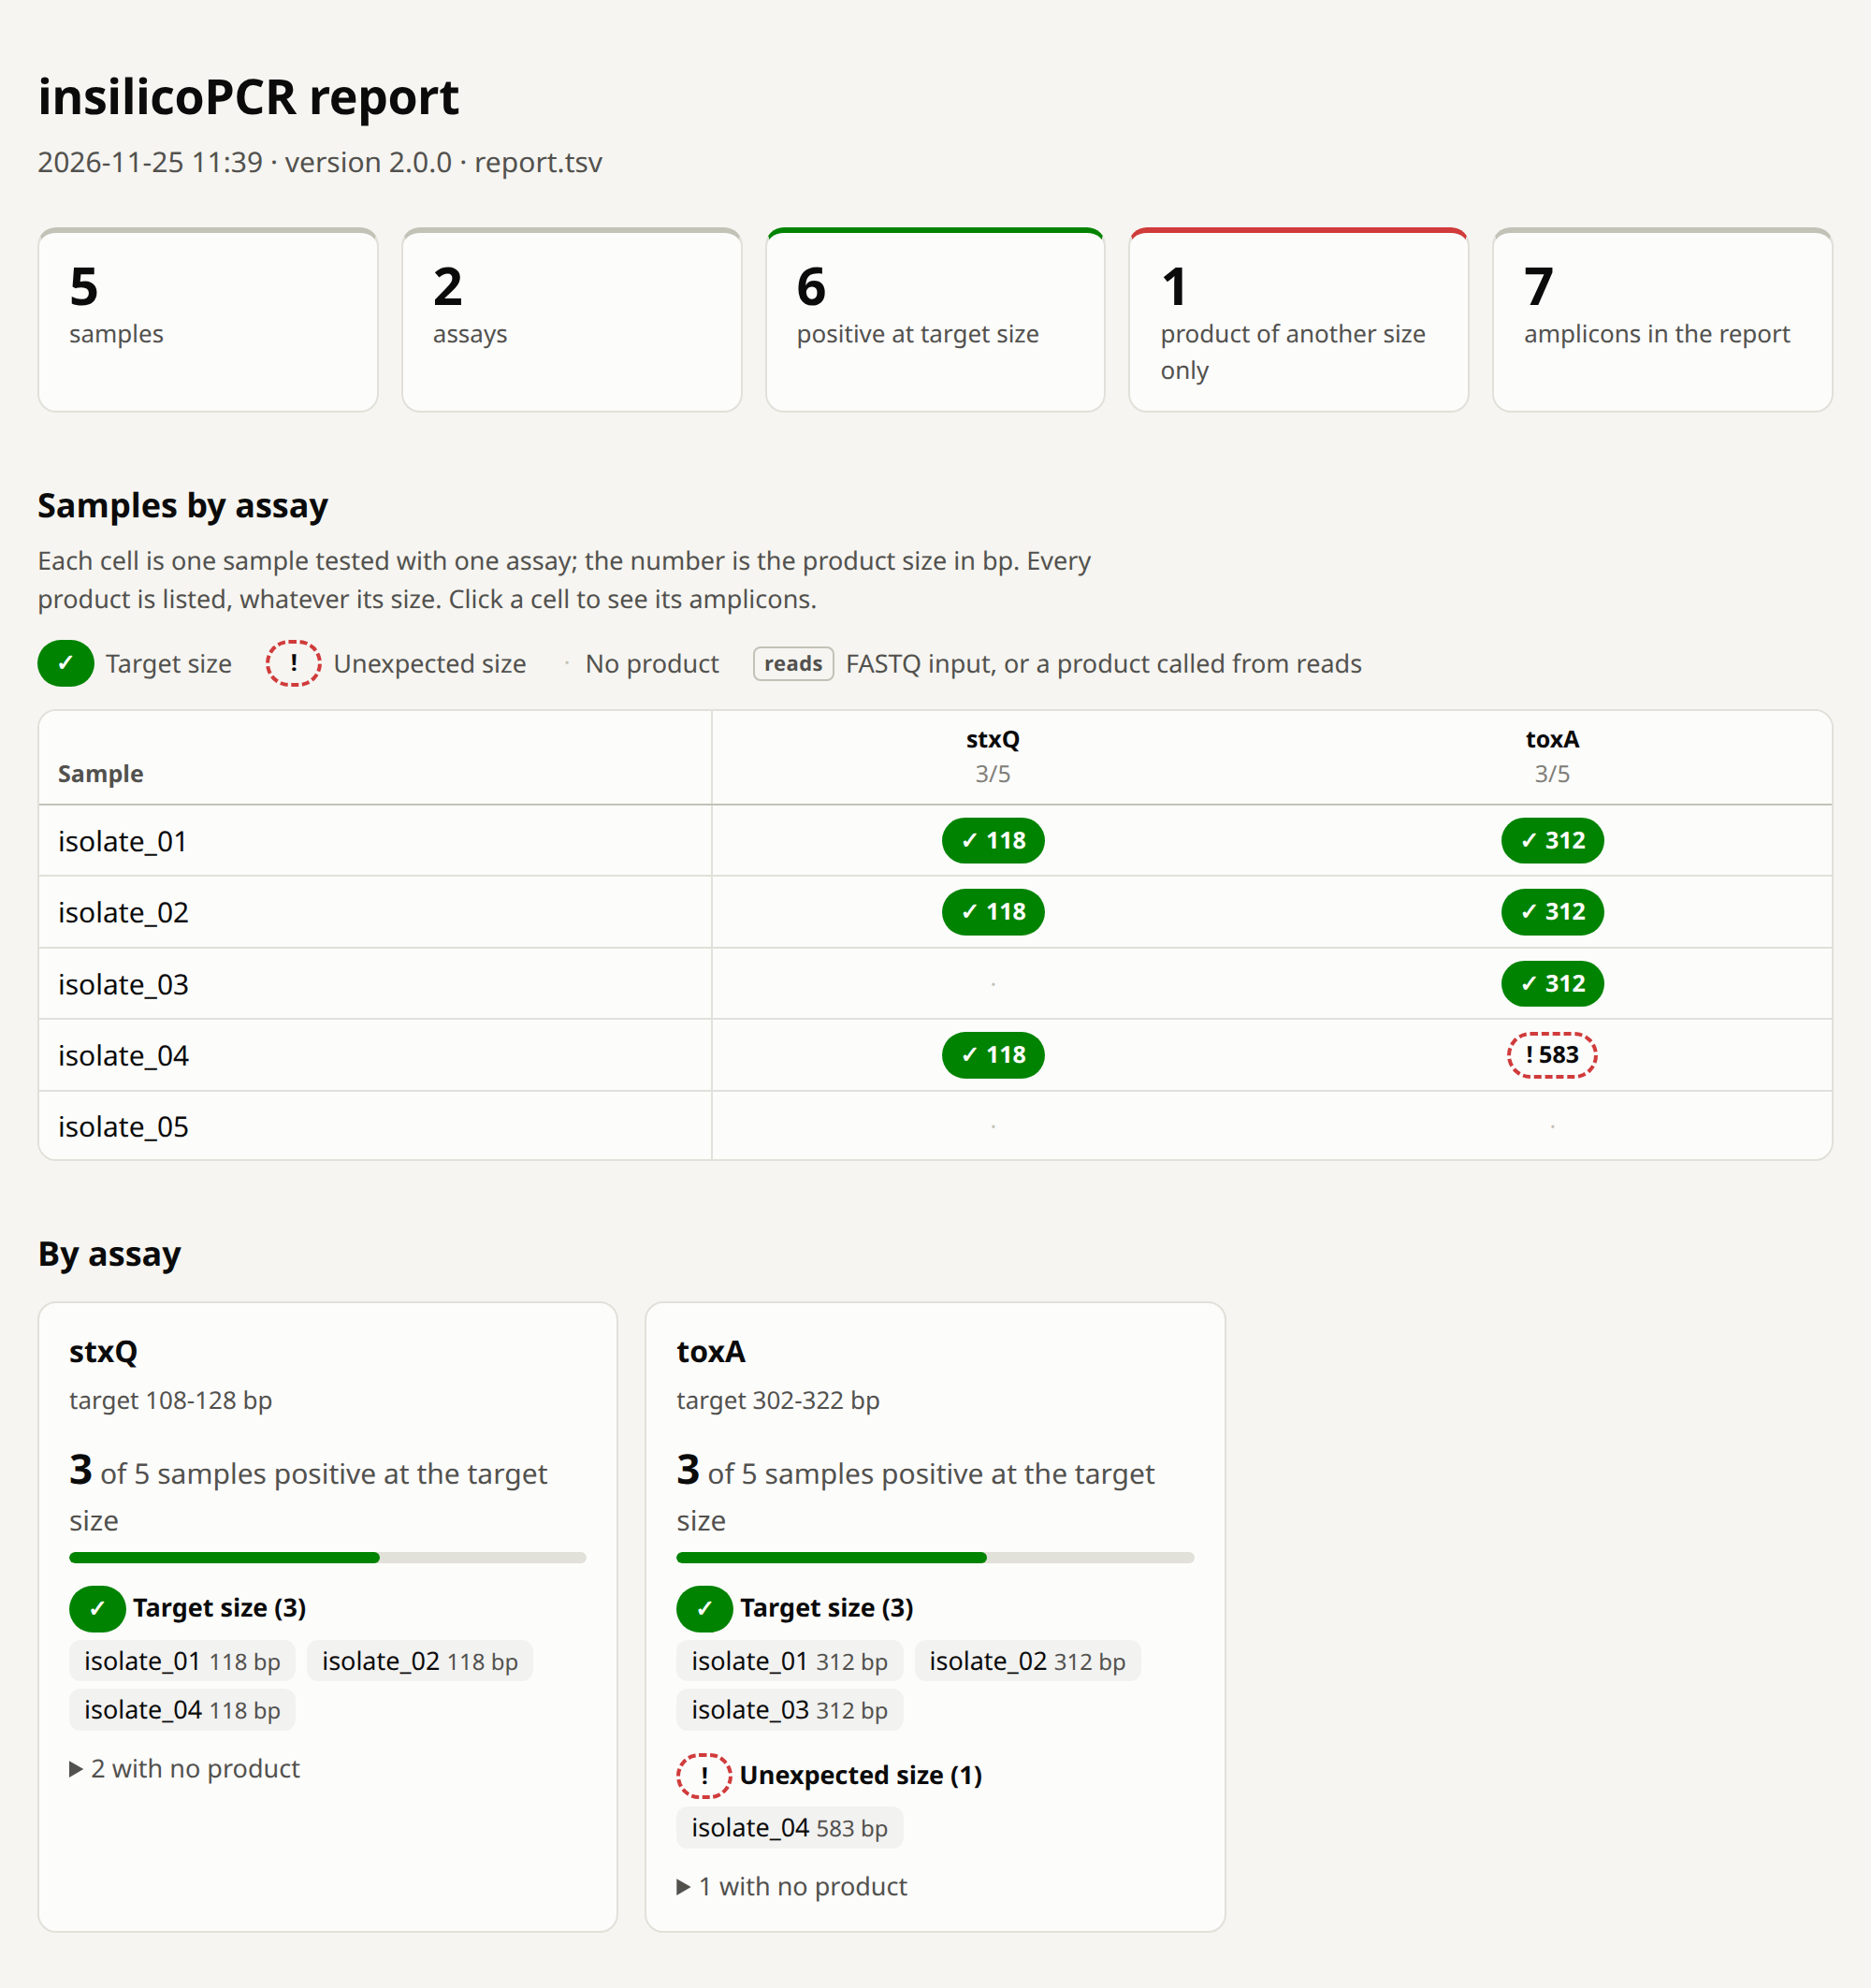 insilicoPCR report
2026-11-25 11:39 · version 2.0.0 · report.tsv
5
samples
2
assays
6
positive at target size
1
product of another size
only
7
amplicons in the report
Samples by assay
Each cell is one sample tested with one assay; the number is the product size in bp. Every
product is listed, whatever its size. Click a cell to see its amplicons.
✓ Target size ! Unexpected size · No product reads FASTQ input, or a product called from reads
Sample stxQ 3/5 toxA 3/5
isolate_01 ✓ 118 ✓ 312
isolate_02 ✓ 118 ✓ 312
isolate_03 · ✓ 312
isolate_04 ✓ 118 ! 583
isolate_05 · ·
By assay
stxQ
target 108-128 bp
3 of 5 samples positive at the target
size
✓ Target size (3)
isolate_01 118 bp isolate_02 118 bp
isolate_04 118 bp
▶ 2 with no product
toxA
target 302-322 bp
3 of 5 samples positive at the target
size
✓ Target size (3)
isolate_01 312 bp isolate_02 312 bp
isolate_03 312 bp
! Unexpected size (1)
isolate_04 583 bp
▶ 1 with no product